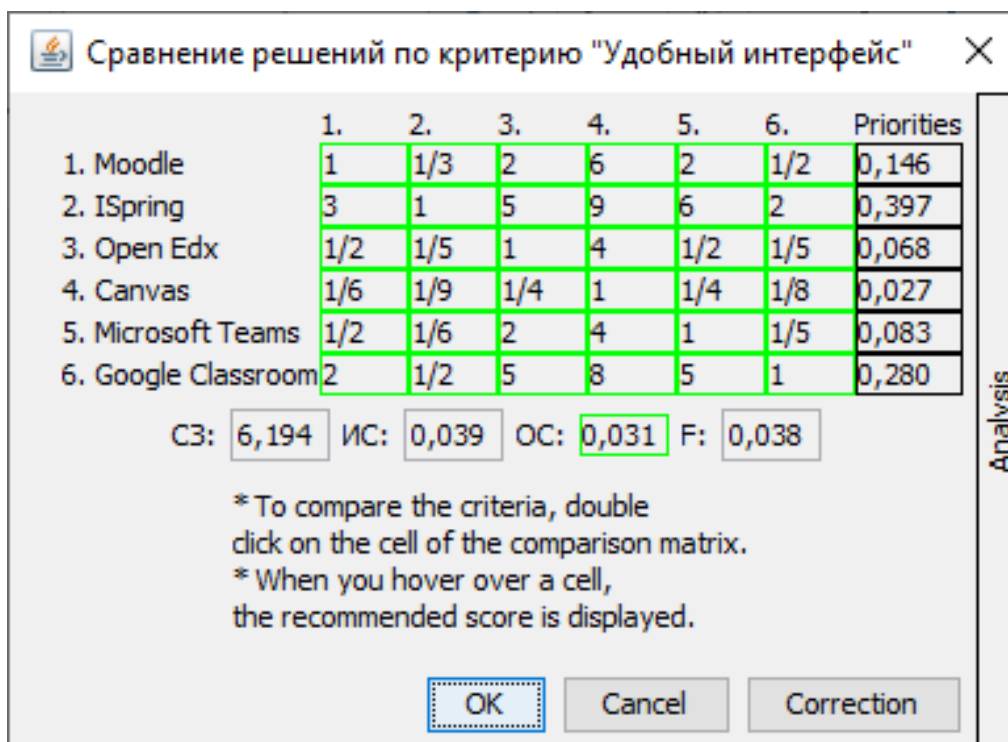 Сравнение решений по критерию "Удобный интерфейс"
1. 2. 3. 4. 5. 6. Priorities
1. Moodle 1 1/3 2 6 2 1/2 0,146
2. ISpring 3 1 5 9 6 2 0,397
3. Open Edx 1/2 1/5 1 4 1/2 1/5 0,068
4. Canvas 1/6 1/9 1/4 1 1/4 1/8 0,027
5. Microsoft Teams 1/2 1/6 2 4 1 1/5 0,083
6. Google Classroom 2 1/2 5 8 5 1 0,280
СЗ: 6,194 ИС: 0,039 ОС: 0,031 F: 0,038
* To compare the criteria, double
click on the cell of the comparison matrix.
* When you hover over a cell,
the recommended score is displayed.
OK Cancel Correction
Analysis